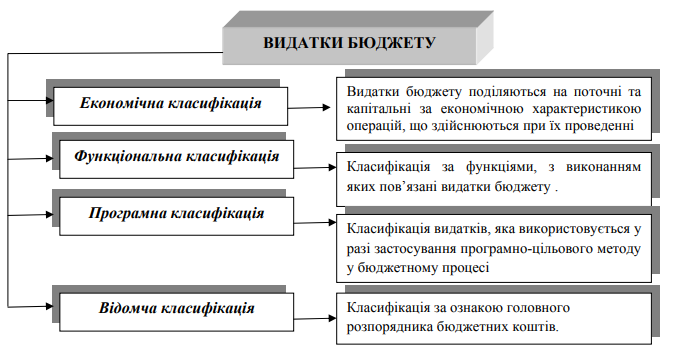 ВИДАТКИ БЮДЖЕТУ
Економічна класифікація
Видатки бюджету поділяються на поточні та
капітальні за економічною характеристикою
операцій, що здійснюються при їх проведенні
Функціональна класифікація
Класифікація за функціями, з виконанням
яких пов’язані видатки бюджету .
Програмна класифікація
Класифікація видатків, яка використовується у
разі застосування програмно-цільового методу
у бюджетному процесі
Відомча класифікація
Класифікація за ознакою головного
розпорядника бюджетних коштів.